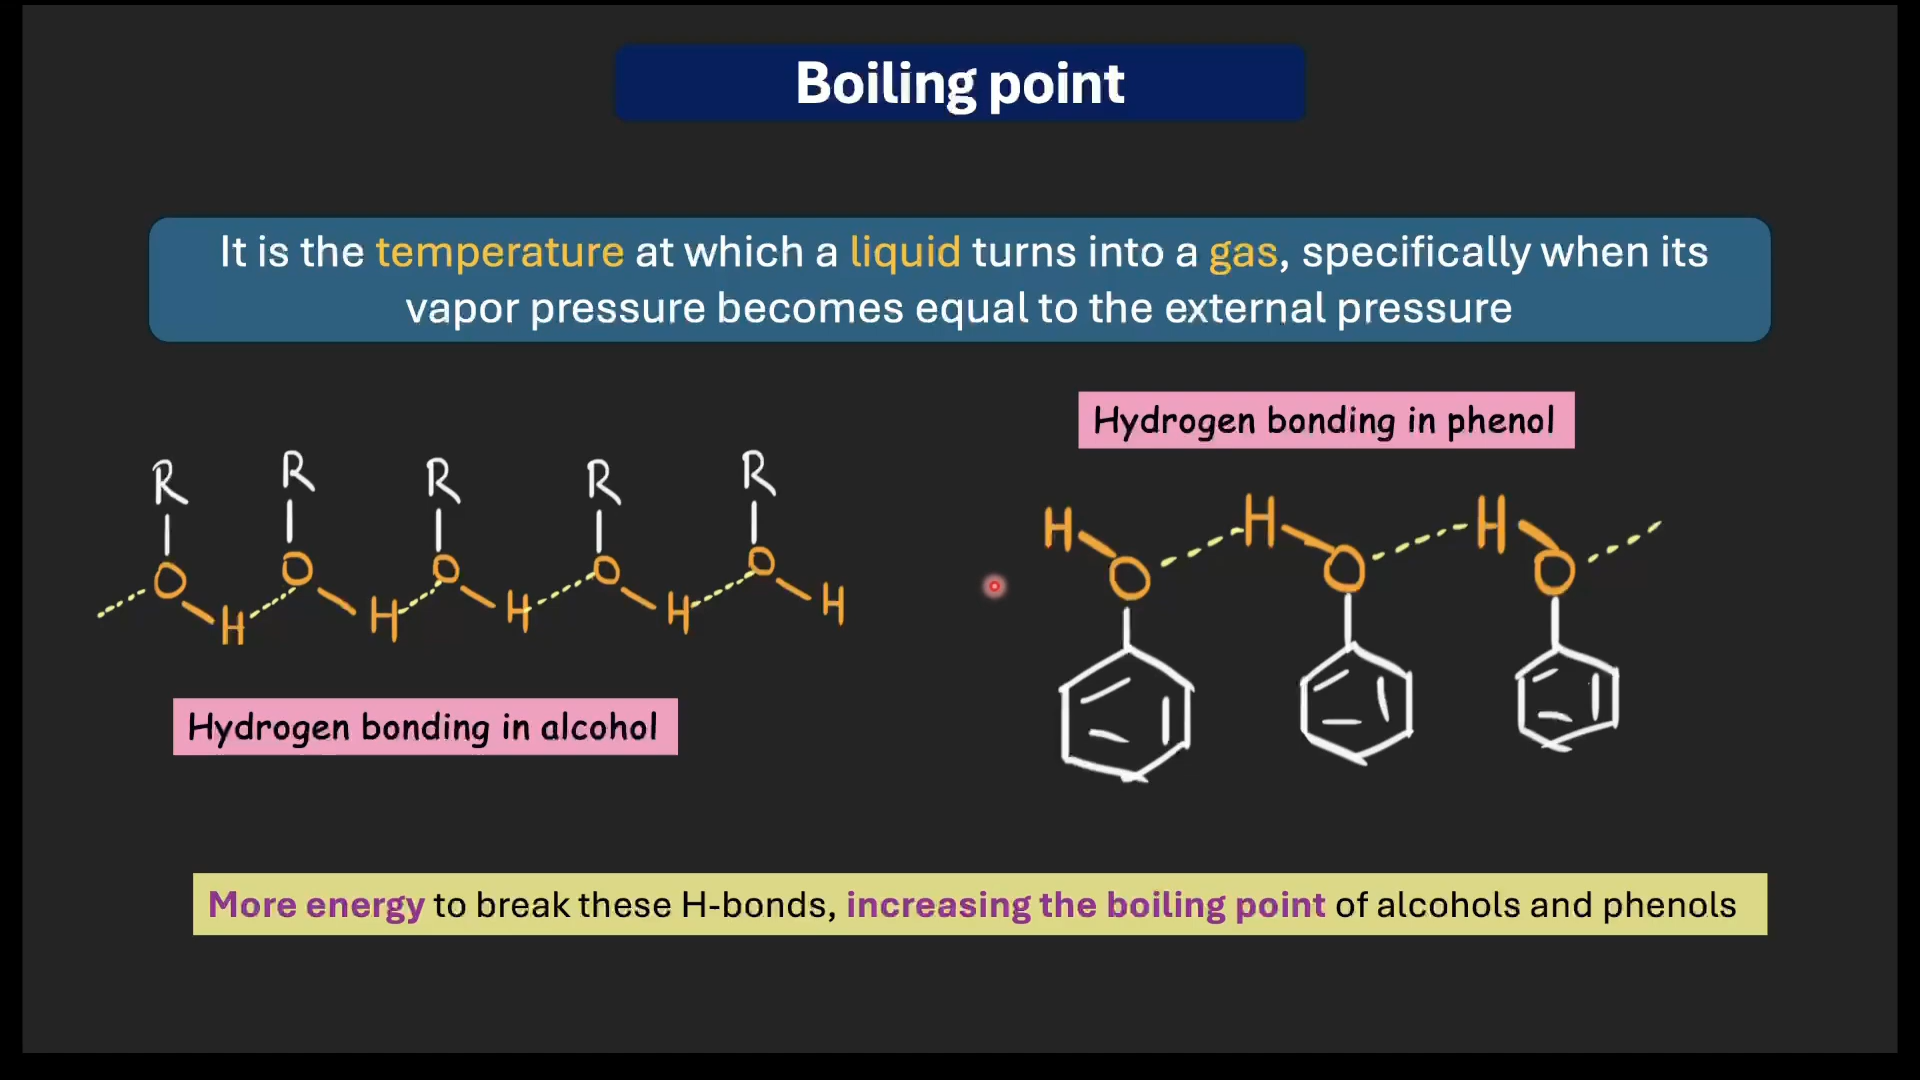 Boiling point
It is the temperature at which a liquid turns into a gas, specifically when its
vapor pressure becomes equal to the external pressure
Hydrogen bonding in phenol
R R R R R
H H H
O O O O O
O O O
H H H H H
Hydrogen bonding in alcohol
More energy to break these H-bonds, increasing the boiling point of alcohols and phenols